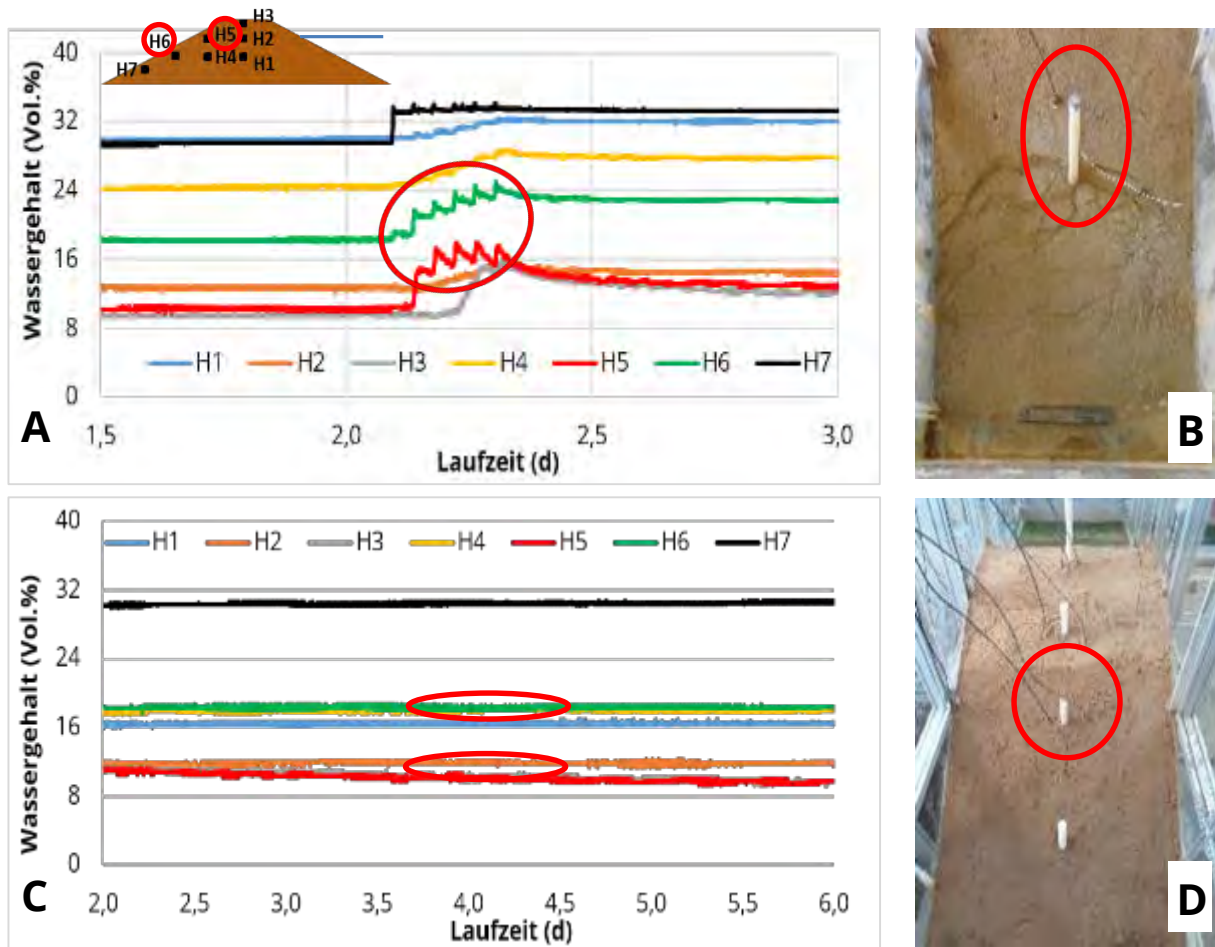 H3
H6 H5 H2
H7 H4 H1
Wassergehalt (Vol.%)
40
32
24
16
8
0
H1 H2 H3 H4 H5 H6 H7
1,5 2,0 2,5 3,0
Laufzeit (d)
A
B
Wassergehalt (Vol.%)
40
H1 H2 H3 H4 H5 H6 H7
32
24
16
8
0
2,0 2,5 3,0 3,5 4,0 4,5 5,0 5,5 6,0
Laufzeit (d)
C
D